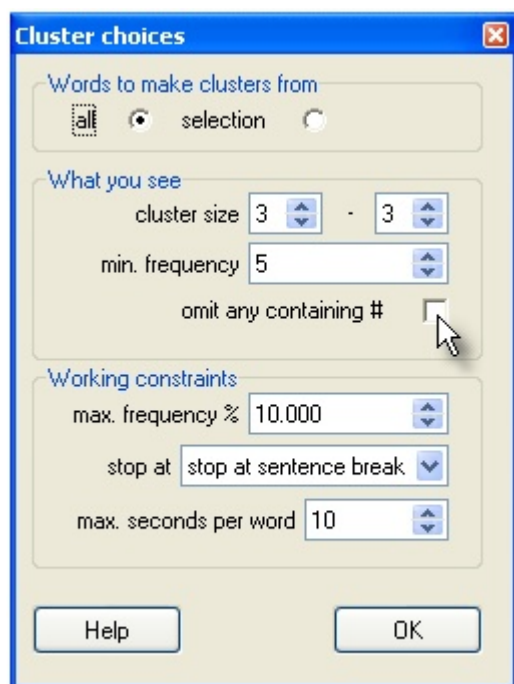 Cluster choices
Words to make clusters from
all selection
What you see
cluster size 3 - 3
min. frequency 5
omit any containing #
Working constraints
max. frequency % 10.000
stop at stop at sentence break
max. seconds per word 10
Help OK